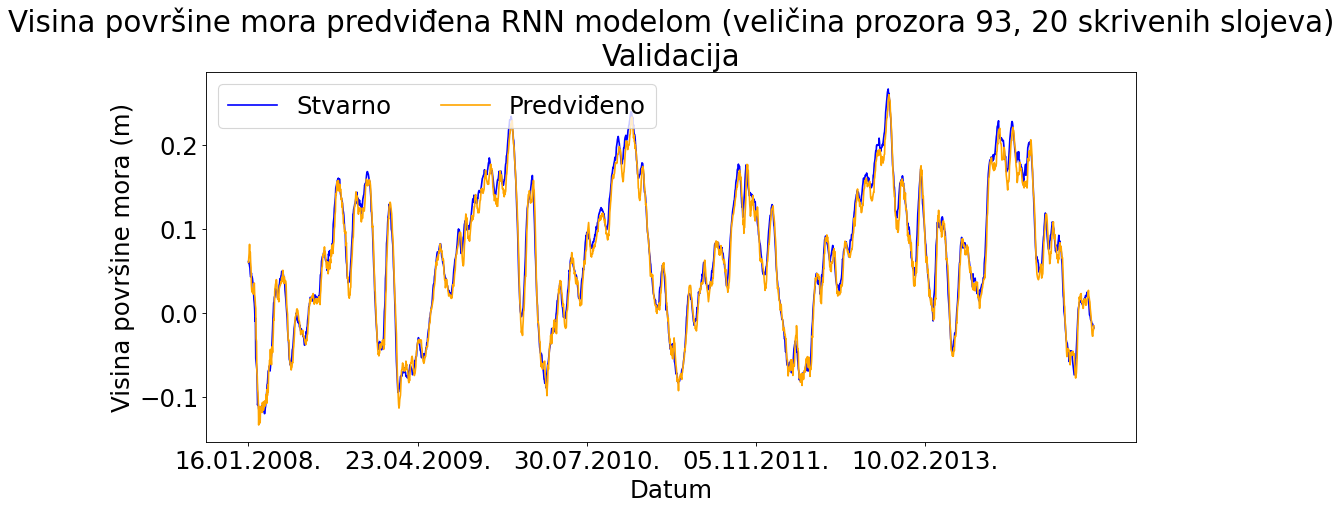 Visina površine mora predviđena RNN modelom (veličina prozora 93, 20 skrivenih slojeva)
Validacija
Stvarno Predviđeno
Visina površine mora (m)
0.2
0.1
0.0
−0.1
16.01.2008. 23.04.2009. 30.07.2010. 05.11.2011. 10.02.2013.
Datum